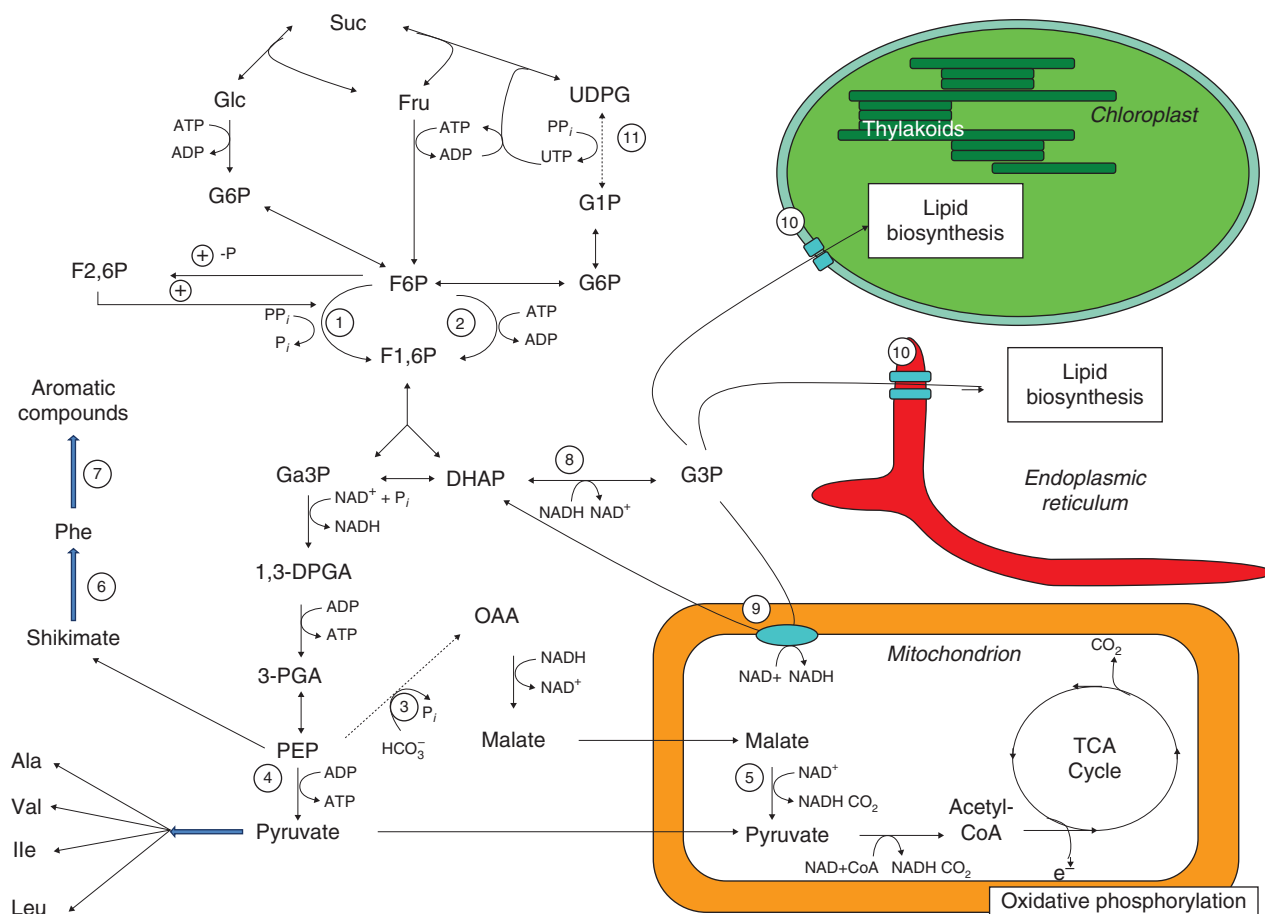 Suc
Glc
Fru
UDPG
ATP
ADP
ATP
ADP
PPi
UTP
11
G6P
G1P
F2,6P
+ -P
+
F6P
G6P
PPi
Pi
1
2
ATP
ADP
F1,6P
Chloroplast
Thylakoids
10
Lipid
biosynthesis
10
Lipid
biosynthesis
Endoplasmic
reticulum
Aromatic
compounds
7
Phe
6
Shikimate
Ga3P
DHAP
8
G3P
NADH NAD+
NAD+ + Pi
NADH
1,3-DPGA
ADP
ATP
3-PGA
OAA
NADH
NAD+
3
Pi
HCO3−
Malate
PEP
4
ADP
ATP
Pyruvate
Ala
Val
Ile
Leu
9
Mitochondrion
NAD+ NADH
CO2
Malate
TCA
Cycle
5
NAD+
NADH CO2
Pyruvate
Acetyl-
CoA
NAD+CoA NADH CO2
e−
Oxidative phosphorylation